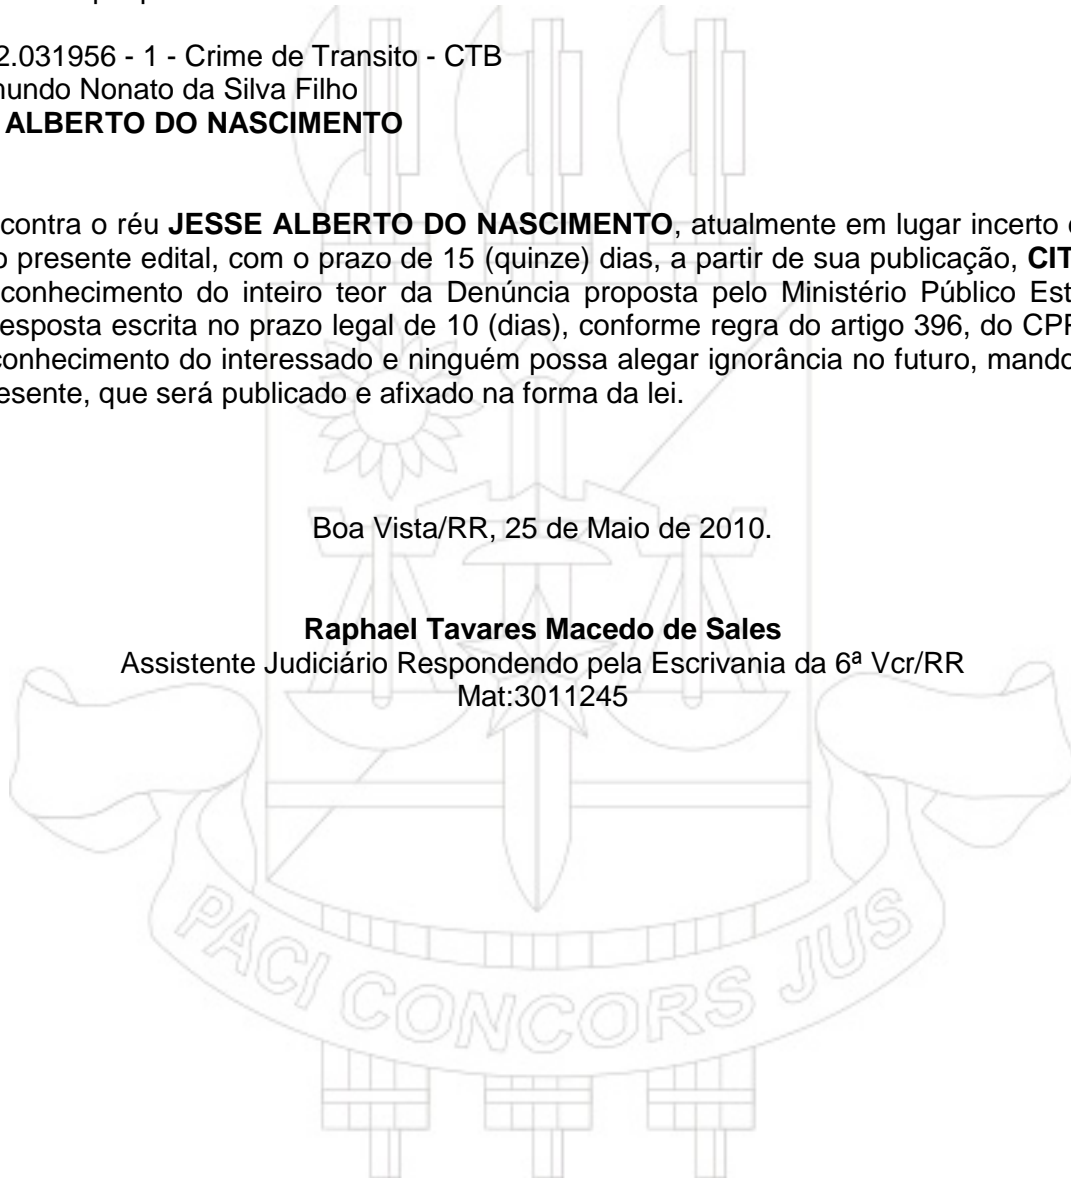 2.031956 - 1 - Crime de Transito - CTB
mundo Nonato da Silva Filho
ALBERTO DO NASCIMENTO
contra o réu JESSE ALBERTO DO NASCIMENTO, atualmente em lugar incerto
o presente edital, com o prazo de 15 (quinze) dias, a partir de sua publicação, CIT
conhecimento do inteiro teor da Denúncia proposta pelo Ministério Público Est
esposta escrita no prazo legal de 10 (dias), conforme regra do artigo 396, do CPP
conhecimento do interessado e ninguém possa alegar ignorância no futuro, mando
esente, que será publicado e afixado na forma da lei.
Boa Vista/RR, 25 de Maio de 2010.
Raphael Tavares Macedo de Sales
Assistente Judiciário Respondendo pela Escrivania da 6ª Vcr/RR
Mat:3011245
PACI CONCORS JUS